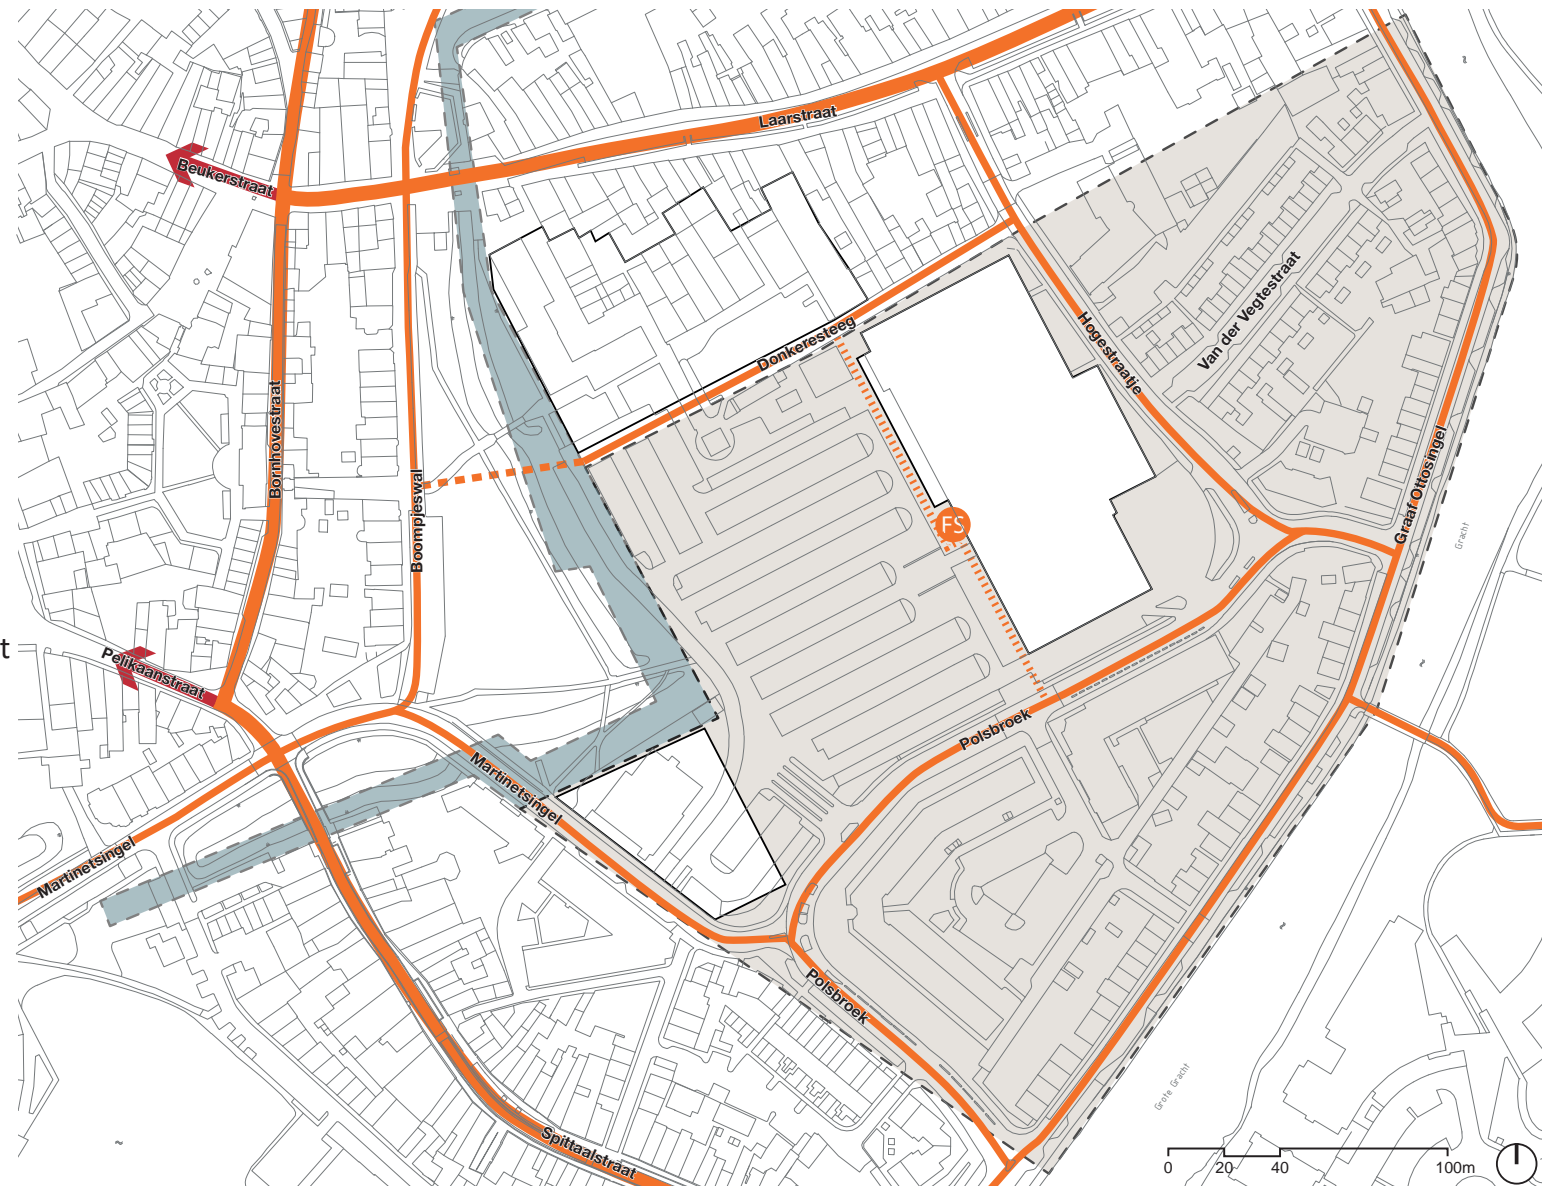 Laarstraat
Beukerstraat
Van der Vegtestraat
Donkeresteeg
Hogestraatje
Bornhovestraat
Boompjeswal
Graaf Ottosingel
FS
Gracht
t
Pelikaanstraat
Polsbroek
Martinetsingel
Martinetsingel
Polsbroek
Grote Gracht
Spittaalstraat
0 20 40 100m